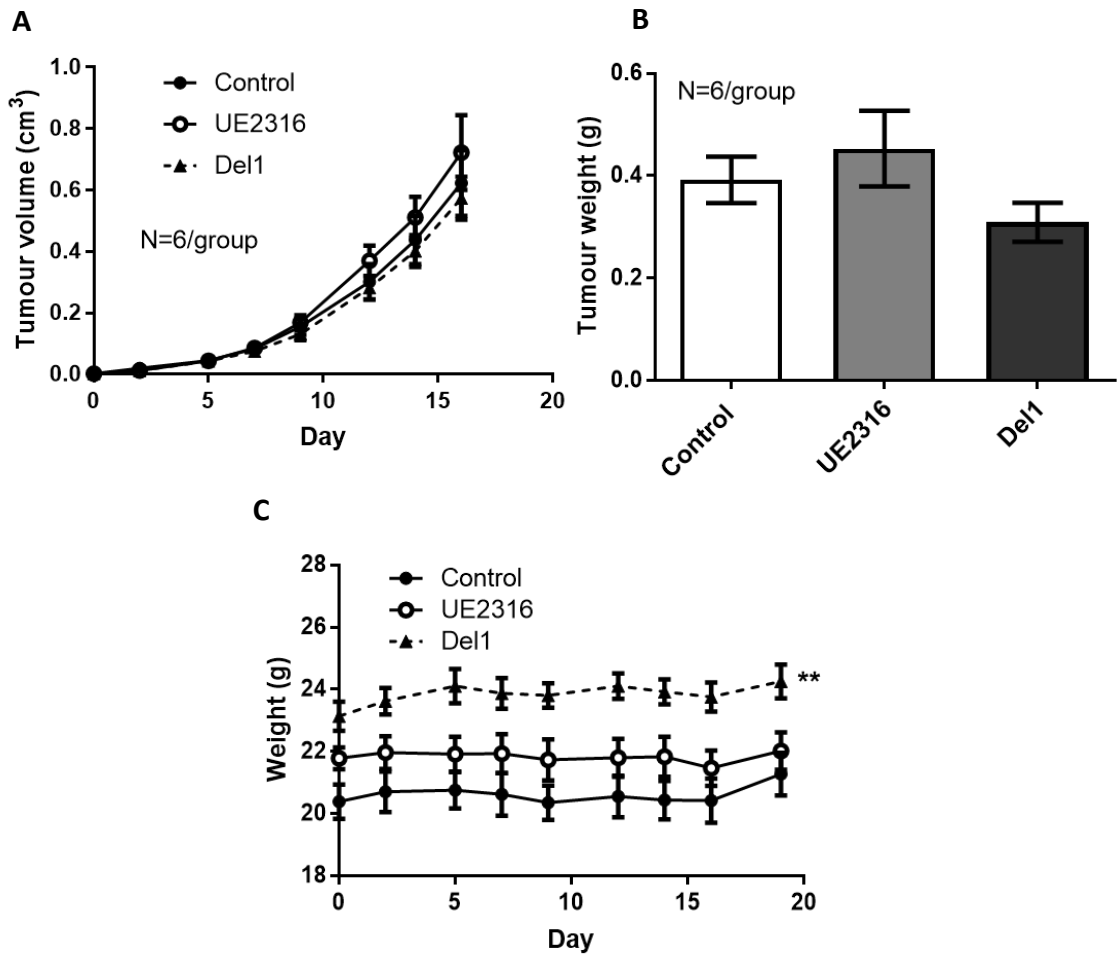 A
1.0
0.8
0.6
0.4
0.2
0.0
Tumour volume (cm³)
Control
UE2316
Del1
N=6/group
0 5 10 15 20
Day
B
0.6
0.4
0.2
0.0
Tumour weight (g)
N=6/group
Control
UE2316
Del1
C
28
26
24
22
20
18
Weight (g)
Control
UE2316
Del1
**
0 5 10 15 20
Day